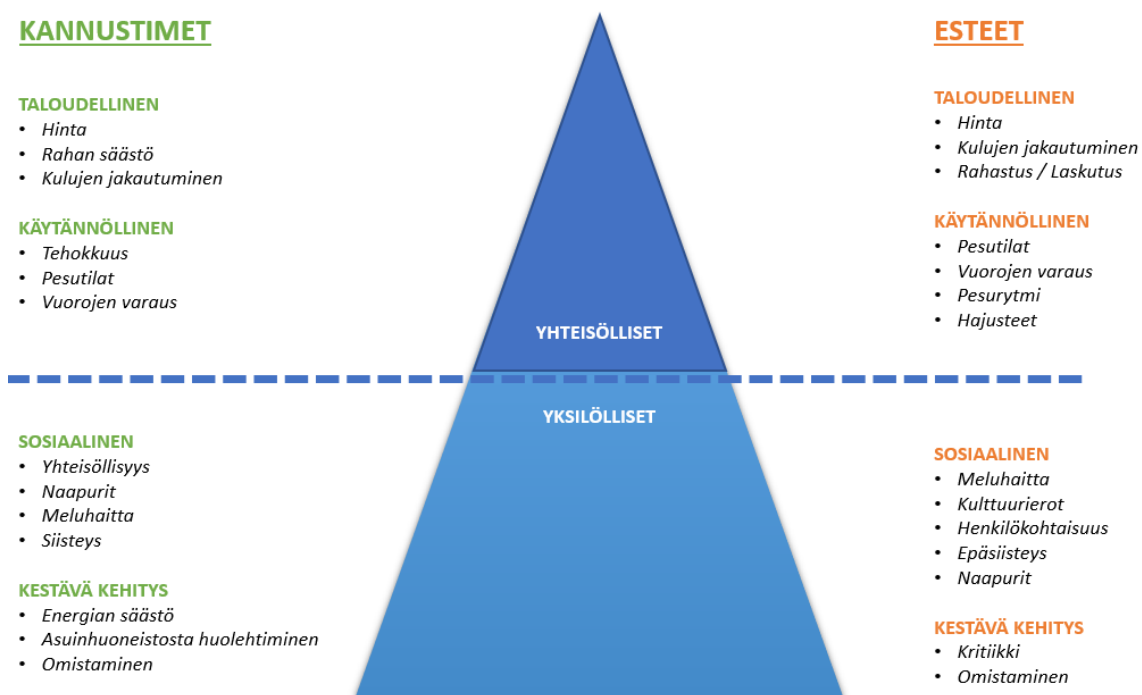 KANNUSTIMET
TALOUDELLINEN
• Hinta
• Rahan säästö
• Kulujen jakautuminen
KÄYTÄNNÖLLINEN
• Tehokkuus
• Pesutilat
• Vuorojen varaus
SOSIAALINEN
• Yhteisöllisyys
• Naapurit
• Meluhaitta
• Siisteys
KESTÄVÄ KEHITYS
• Energian säästö
• Asuinhuoneistosta huolehtiminen
• Omistaminen
YHTEISÖLLISET
YKSILÖLLISET
ESTEET
TALOUDELLINEN
• Hinta
• Kulujen jakautuminen
• Rahastus / Laskutus
KÄYTÄNNÖLLINEN
• Pesutilat
• Vuorojen varaus
• Pesurytmi
• Hajusteet
SOSIAALINEN
• Meluhaitta
• Kulttuurierot
• Henkilökohtaisuus
• Epäsiisteys
• Naapurit
KESTÄVÄ KEHITYS
• Kritiikki
• Omistaminen